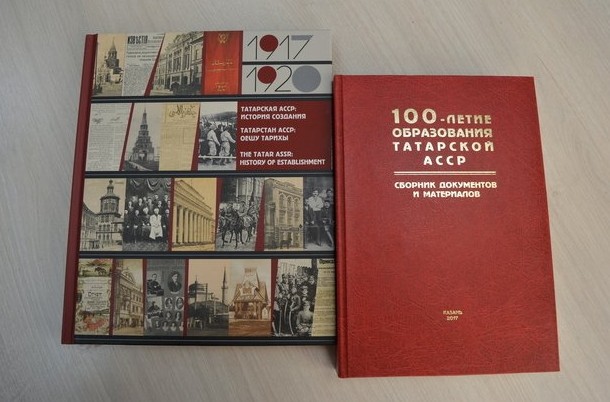 1917
1920
ТАТАРСКАЯ АССР:
ИСТОРИЯ СОЗДАНИЯ
ТАТАРСТАН АССР:
ОЕШУ ТАРИХЫ
THE TATAR ASSR:
HISTORY OF ESTABLISHMENT
100-ЛЕТИЕ
ОБРАЗОВАНИЯ
ТАТАРСКОЙ
АССР
СБОРНИК ДОКУМЕНТОВ
И МАТЕРИАЛОВ
КАЗАНЬ
2017